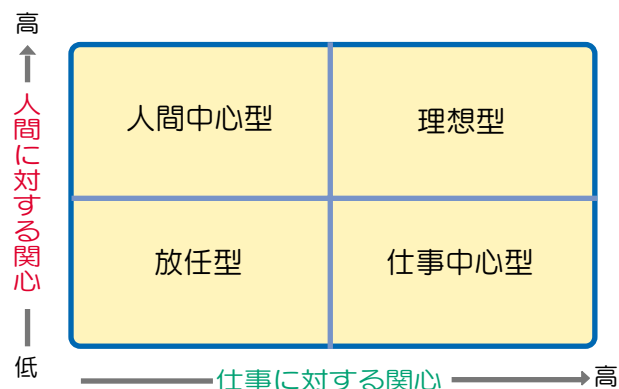 高
人間に対する関心
低
人間中心型
理想型
放任型
仕事中心型
仕事に対する関心
高